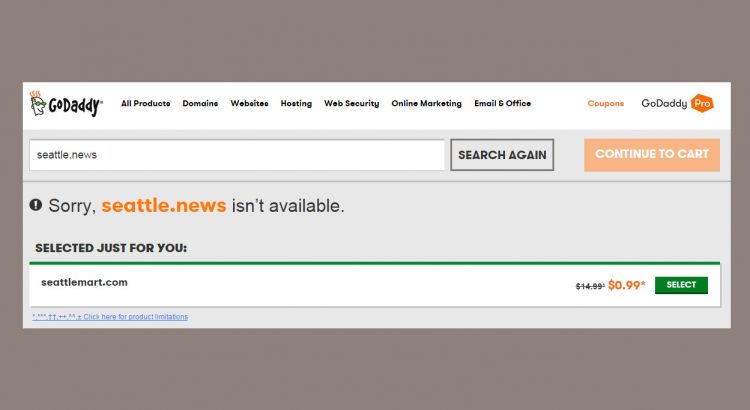 GoDaddy™ All Products Domains Websites Hosting Web Security Online Marketing Email & Office Coupons GoDaddy Pro
seattle.news SEARCH AGAIN CONTINUE TO CART
Sorry, seattle.news isn't available.
SELECTED JUST FOR YOU:
seattlemart.com $14.99* $0.99* SELECT
*,***,††,++,^^,± Click here for product limitations